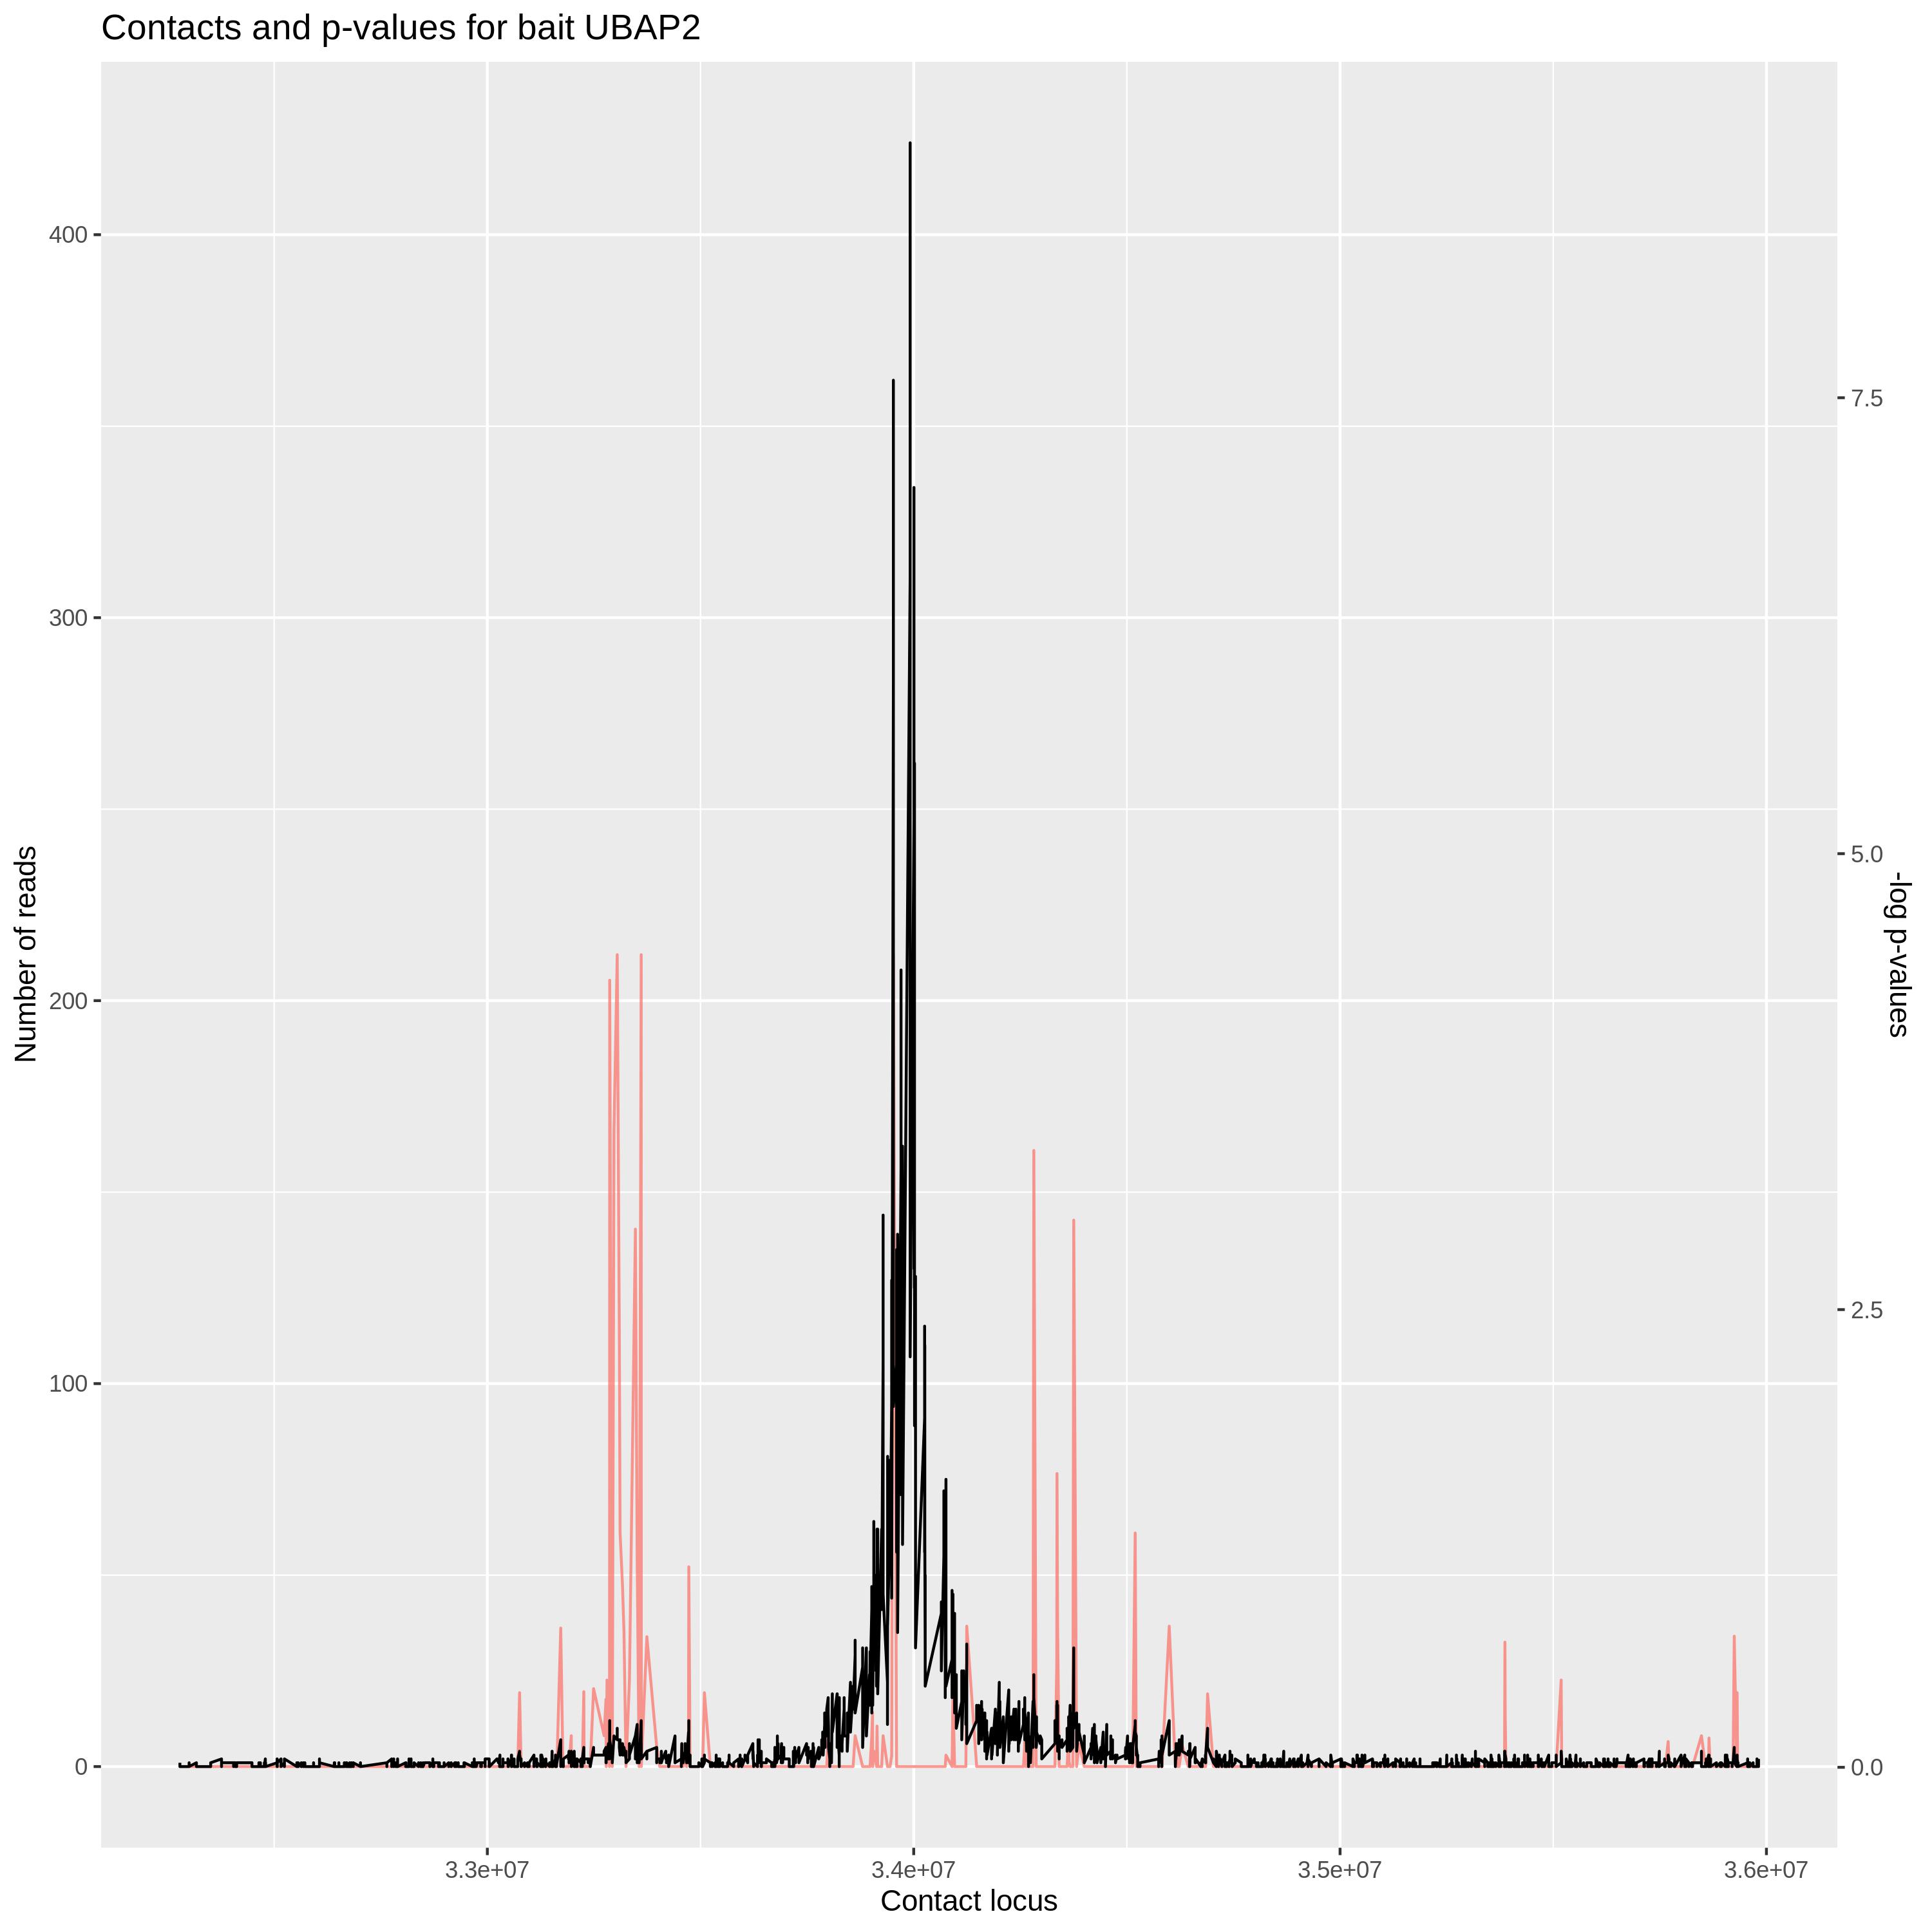 Contacts and p-values for bait UBAP2
400
300
200
100
0
Number of reads
7.5
5.0
2.5
0.0
-log p-values
3.3e+07
3.4e+07
3.5e+07
3.6e+07
Contact locus